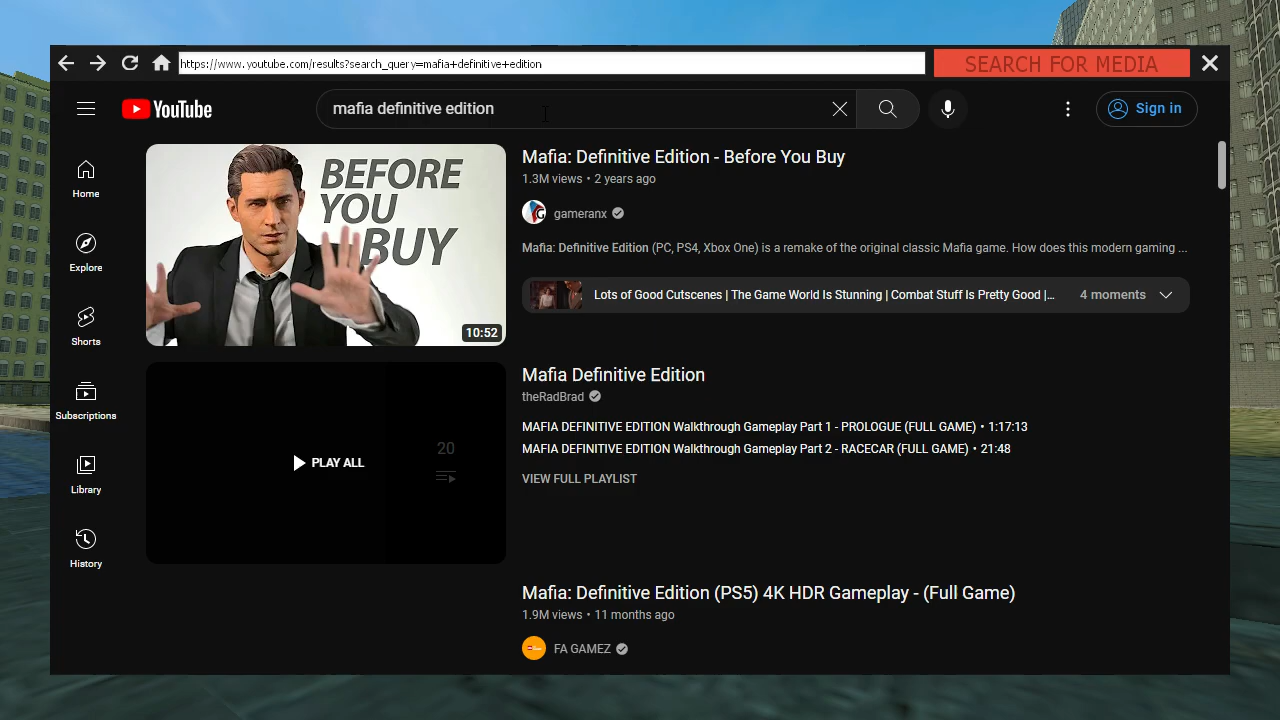 https://www.youtube.com/results?search_query=mafia+definitive+edition
SEARCH FOR MEDIA
YouTube
mafia definitive edition
Sign in
Home
Explore
Shorts
Subscriptions
Library
History
BEFORE
YOU
BUY
10:52
Mafia: Definitive Edition - Before You Buy
1.3M views • 2 years ago
gameranx
Mafia: Definitive Edition (PC, PS4, Xbox One) is a remake of the original classic Mafia game. How does this modern gaming ...
Lots of Good Cutscenes | The Game World Is Stunning | Combat Stuff Is Pretty Good |...
4 moments
PLAY ALL
20
Mafia Definitive Edition
theRadBrad
MAFIA DEFINITIVE EDITION Walkthrough Gameplay Part 1 - PROLOGUE (FULL GAME) • 1:17:13
MAFIA DEFINITIVE EDITION Walkthrough Gameplay Part 2 - RACECAR (FULL GAME) • 21:48
VIEW FULL PLAYLIST
Mafia: Definitive Edition (PS5) 4K HDR Gameplay - (Full Game)
1.9M views • 11 months ago
FA GAMEZ